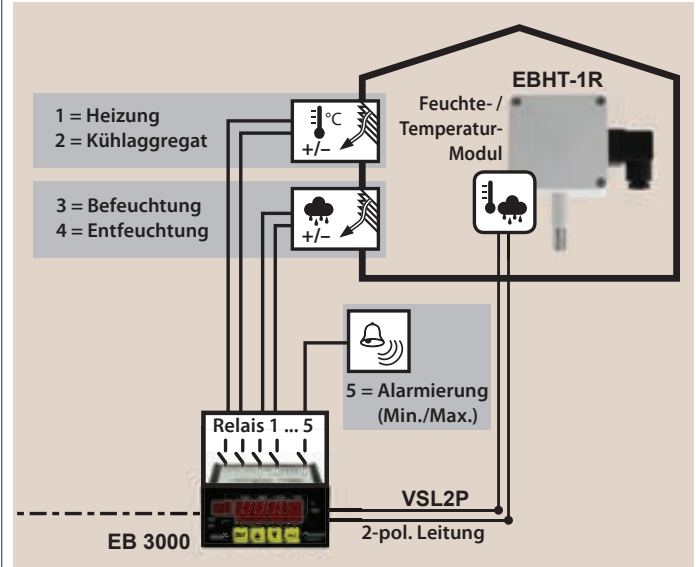 EBHT-1R
Feuchte- /
Temperatur-
Modul
1 = Heizung
2 = Kühlaggregat
°C
+/–
3 = Befeuchtung
4 = Entfeuchtung
+/–
5 = Alarmierung
(Min./Max.)
Relais 1 ... 5
VSL2P
2-pol. Leitung
EB 3000